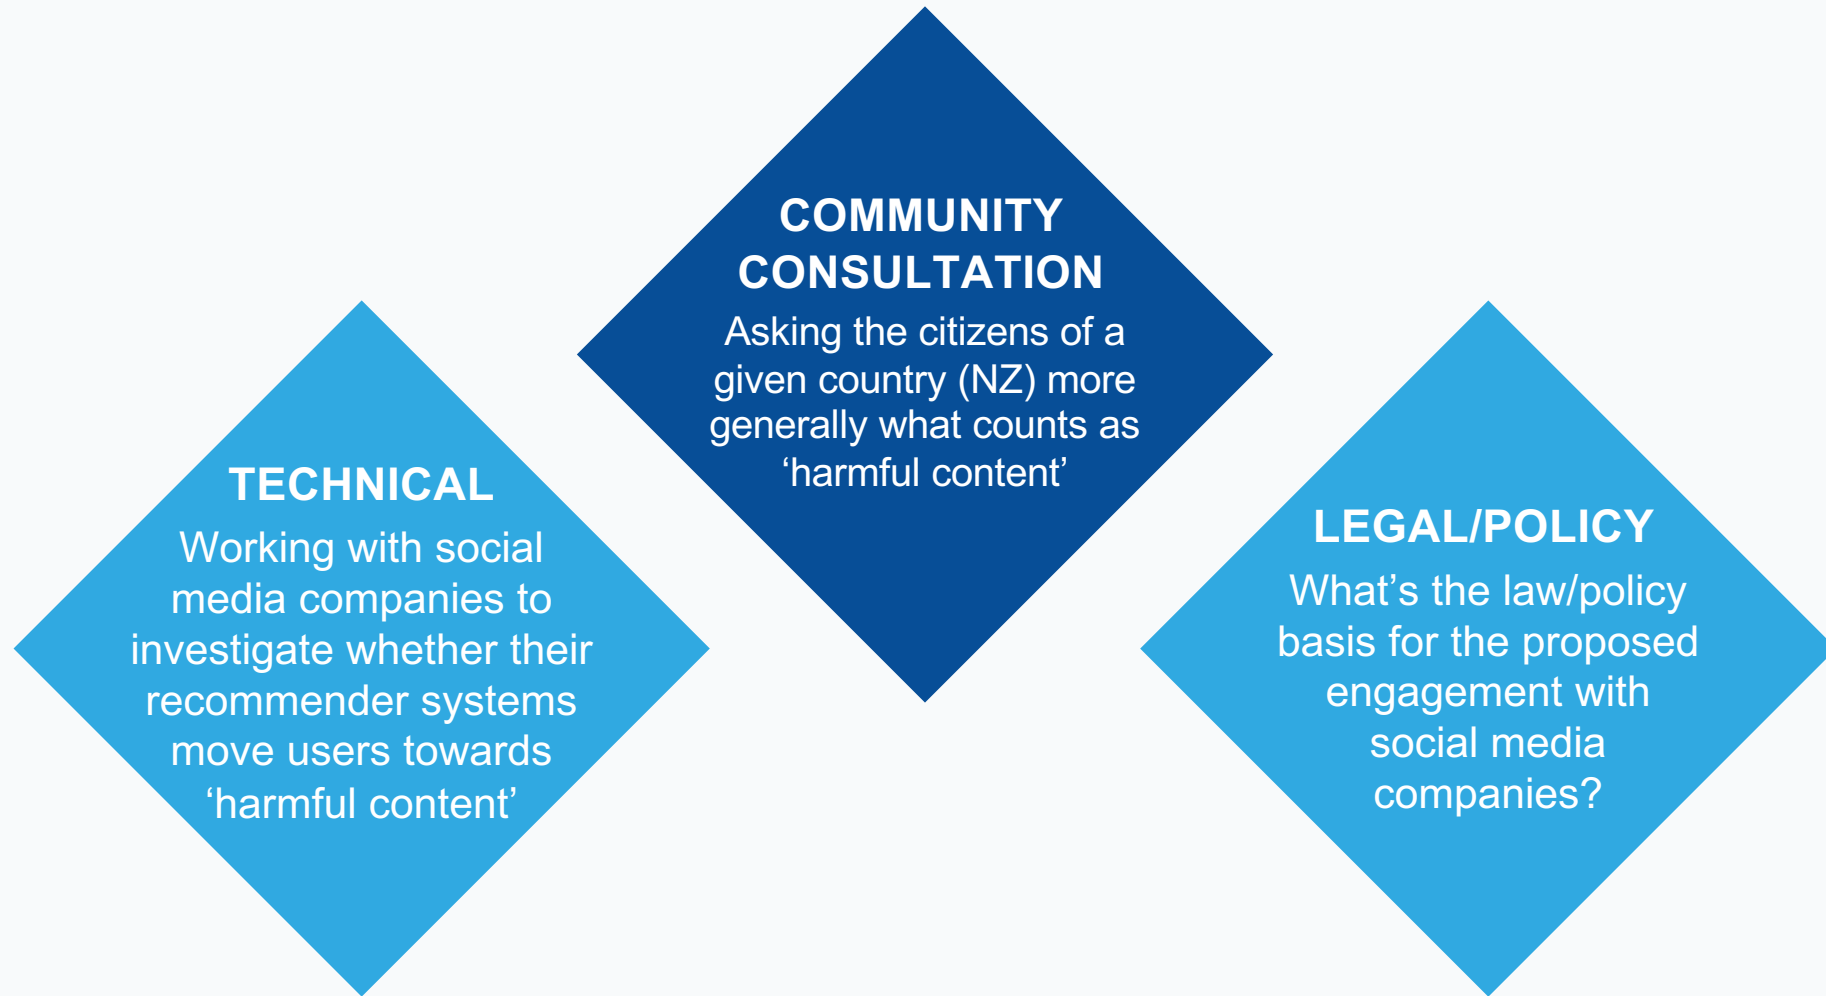 COMMUNITY
CONSULTATION
Asking the citizens of a
given country (NZ) more
generally what counts as
‘harmful content’
TECHNICAL
Working with social
media companies to
investigate whether their
recommender systems
move users towards
‘harmful content’
LEGAL/POLICY
What’s the law/policy
basis for the proposed
engagement with
social media
companies?